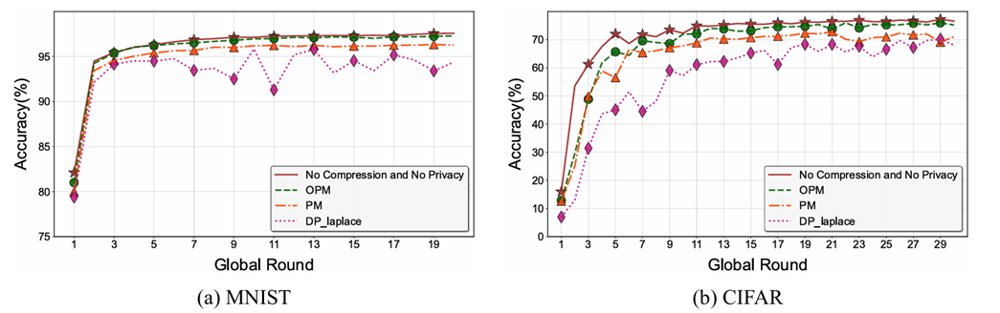 Accuracy(%)
95
90
85
80
75
1 3 5 7 9 11 13 15 17 19
Global Round
No Compression and No Privacy
OPM
PM
DP_laplace
(a) MNIST
Accuracy(%)
70
60
50
40
30
20
10
0
1 3 5 7 9 11 13 15 17 19 21 23 25 27 29
Global Round
No Compression and No Privacy
OPM
PM
DP_laplace
(b) CIFAR